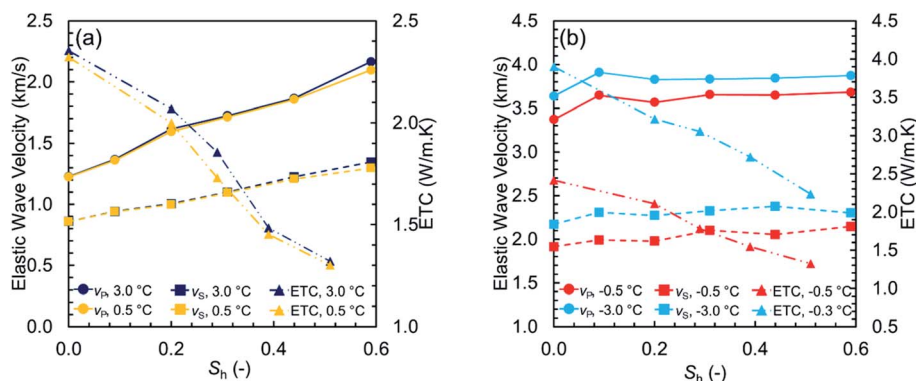 (a)
Elastic Wave Velocity (km/s)
2.5
2.0
1.5
1.0
0.5
0.0
2.5
2.0
1.5
1.0
ETC (W/m.K)
vP, 3.0 °C
vS, 3.0 °C
ETC, 3.0 °C
vP, 0.5 °C
vS, 0.5 °C
ETC, 0.5 °C
0.0
0.2
0.4
0.6
Sh (-)
(b)
Elastic Wave Velocity (km/s)
4.5
4.0
3.5
3.0
2.5
2.0
1.5
1.0
4.5
4.0
3.5
3.0
2.5
2.0
1.5
1.0
0.5
ETC (W/m.K)
vP, -0.5 °C
vS, -0.5 °C
ETC, -0.5 °C
vP, -3.0 °C
vS, -3.0 °C
ETC, -0.3 °C
0.0
0.2
0.4
0.6
Sh (-)